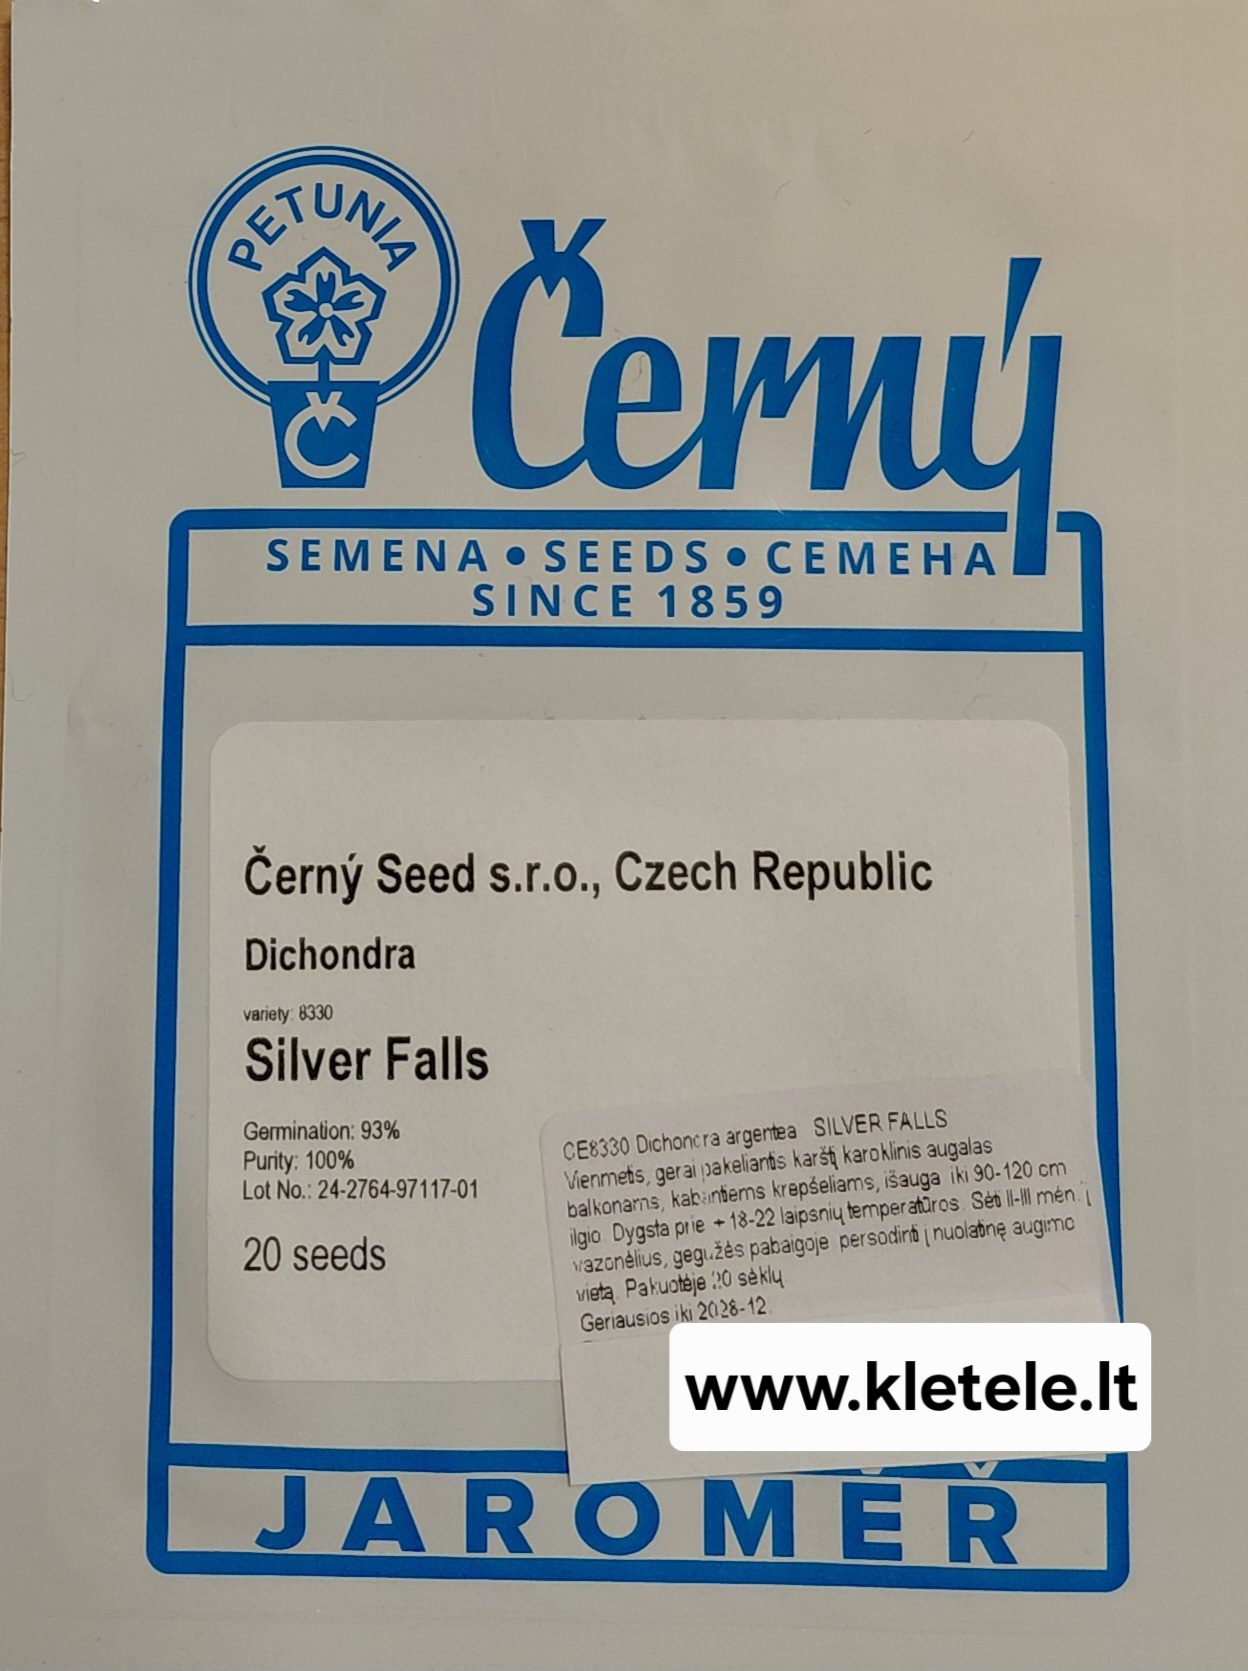 PETUNIA
Č
Černý
SEMENA • SEEDS • СЕМЕНА
SINCE 1859
Černý Seed s.r.o., Czech Republic
Dichondra
variety: 8330
Silver Falls
Germination: 93%
Purity: 100%
Lot No.: 24-2764-97117-01
20 seeds
CE8330 Dichondra argentea SILVER FALLS
Vienmetis, gerai pakeliantis karštį karoklinis augalas
balkonams, kabantiems krepšeliams, išauga iki 90-120 cm
ilgio. Dygsta prie + 18-22 laipsnių temperatūros. Sėti II-III mėn. į
vazonėlius, gegužės pabaigoje persodinti į nuolatinę augimo
vietą. Pakuotėje 20 sėklų
Geriausios iki 2028-12.
www.kletele.lt
JAROMĚŘ